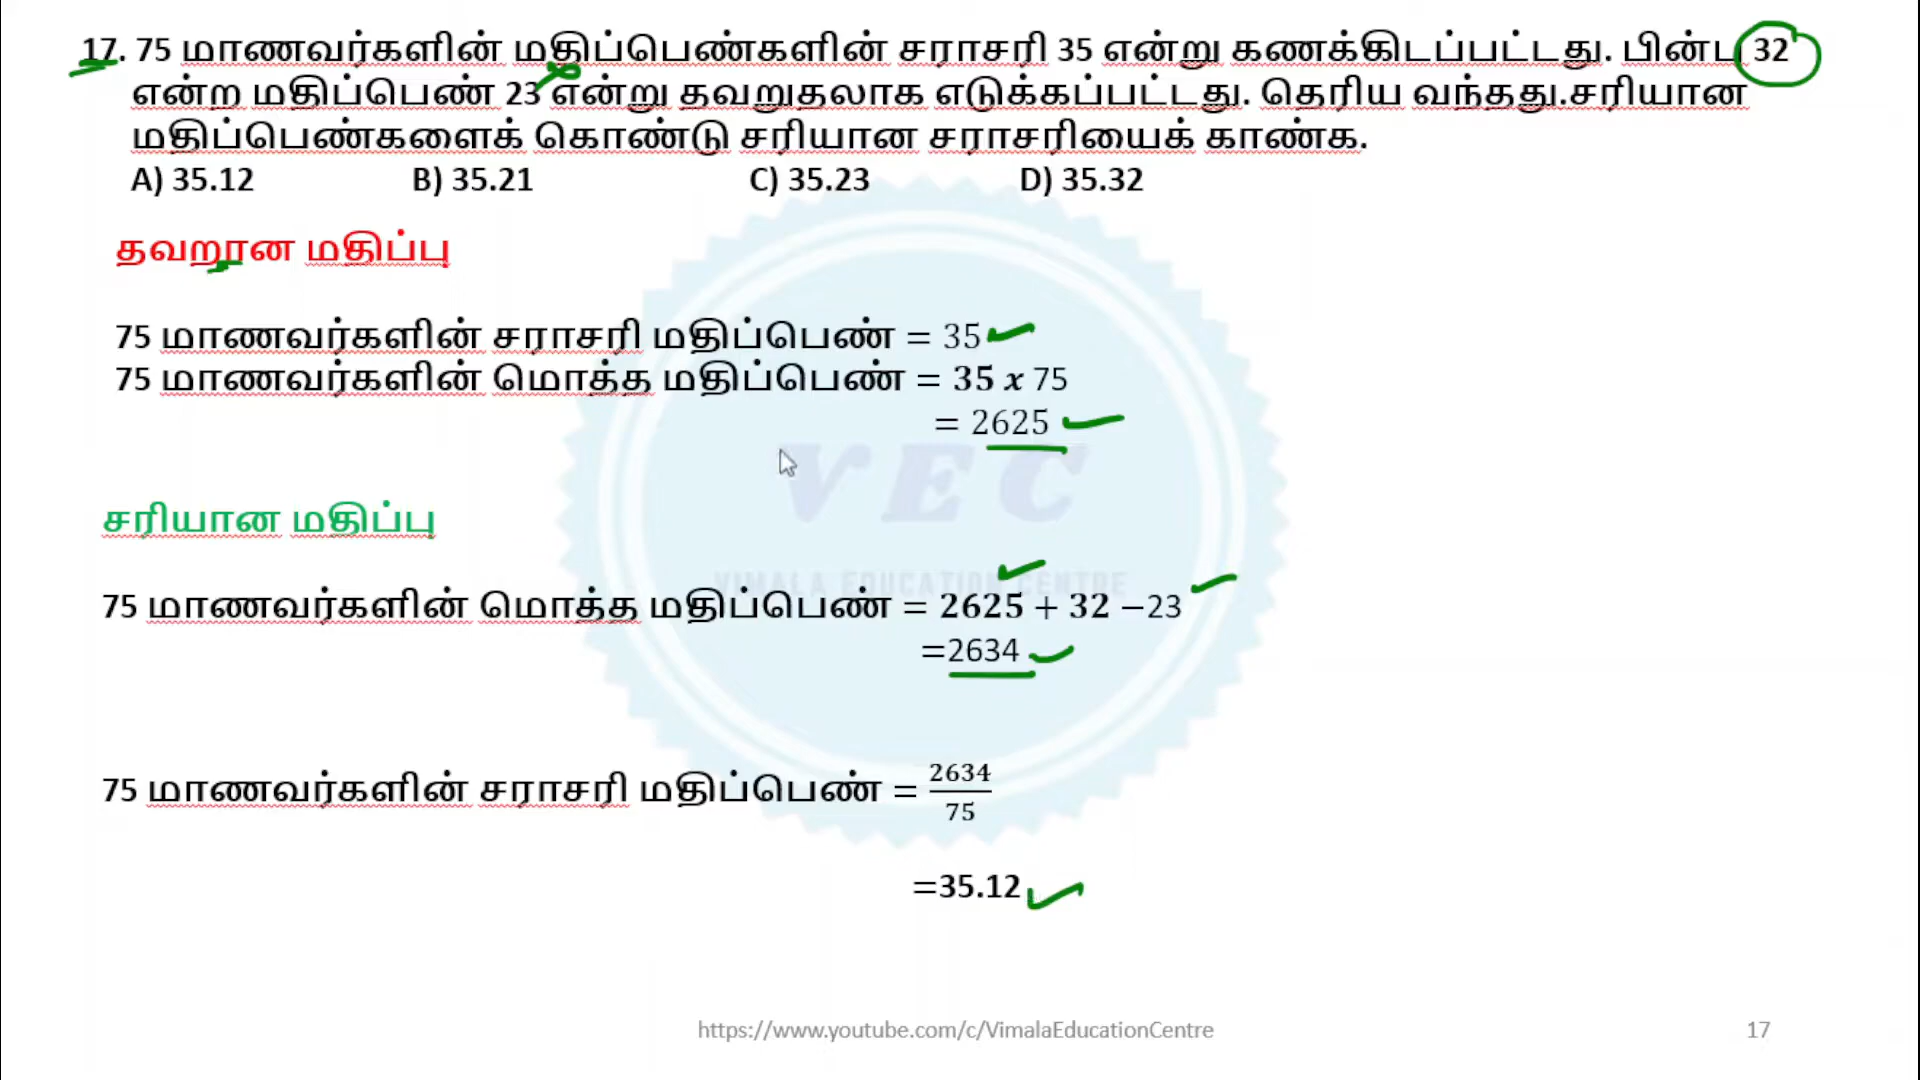 17. 75 மாணவர்களின் மதிப்பெண்களின் சராசரி 35 என்று கணக்கிடப்பட்டது. பின்பு 32
என்ற மதிப்பெண் 23 என்று தவறுதலாக எடுக்கப்பட்டது. தெரிய வந்தது.சரியான
மதிப்பெண்களைக் கொண்டு சரியான சராசரியைக் காண்க.
A) 35.12 B) 35.21 C) 35.23 D) 35.32
தவறான மதிப்பு
75 மாணவர்களின் சராசரி மதிப்பெண் = 35
75 மாணவர்களின் மொத்த மதிப்பெண் = 35 x 75
= 2625
VEC
சரியான மதிப்பு
VIMALA EDUCATION CENTRE
75 மாணவர்களின் மொத்த மதிப்பெண் = 2625 + 32 −23
=2634
75 மாணவர்களின் சராசரி மதிப்பெண் = 2634/75
=35.12
https://www.youtube.com/c/VimalaEducationCentre 17